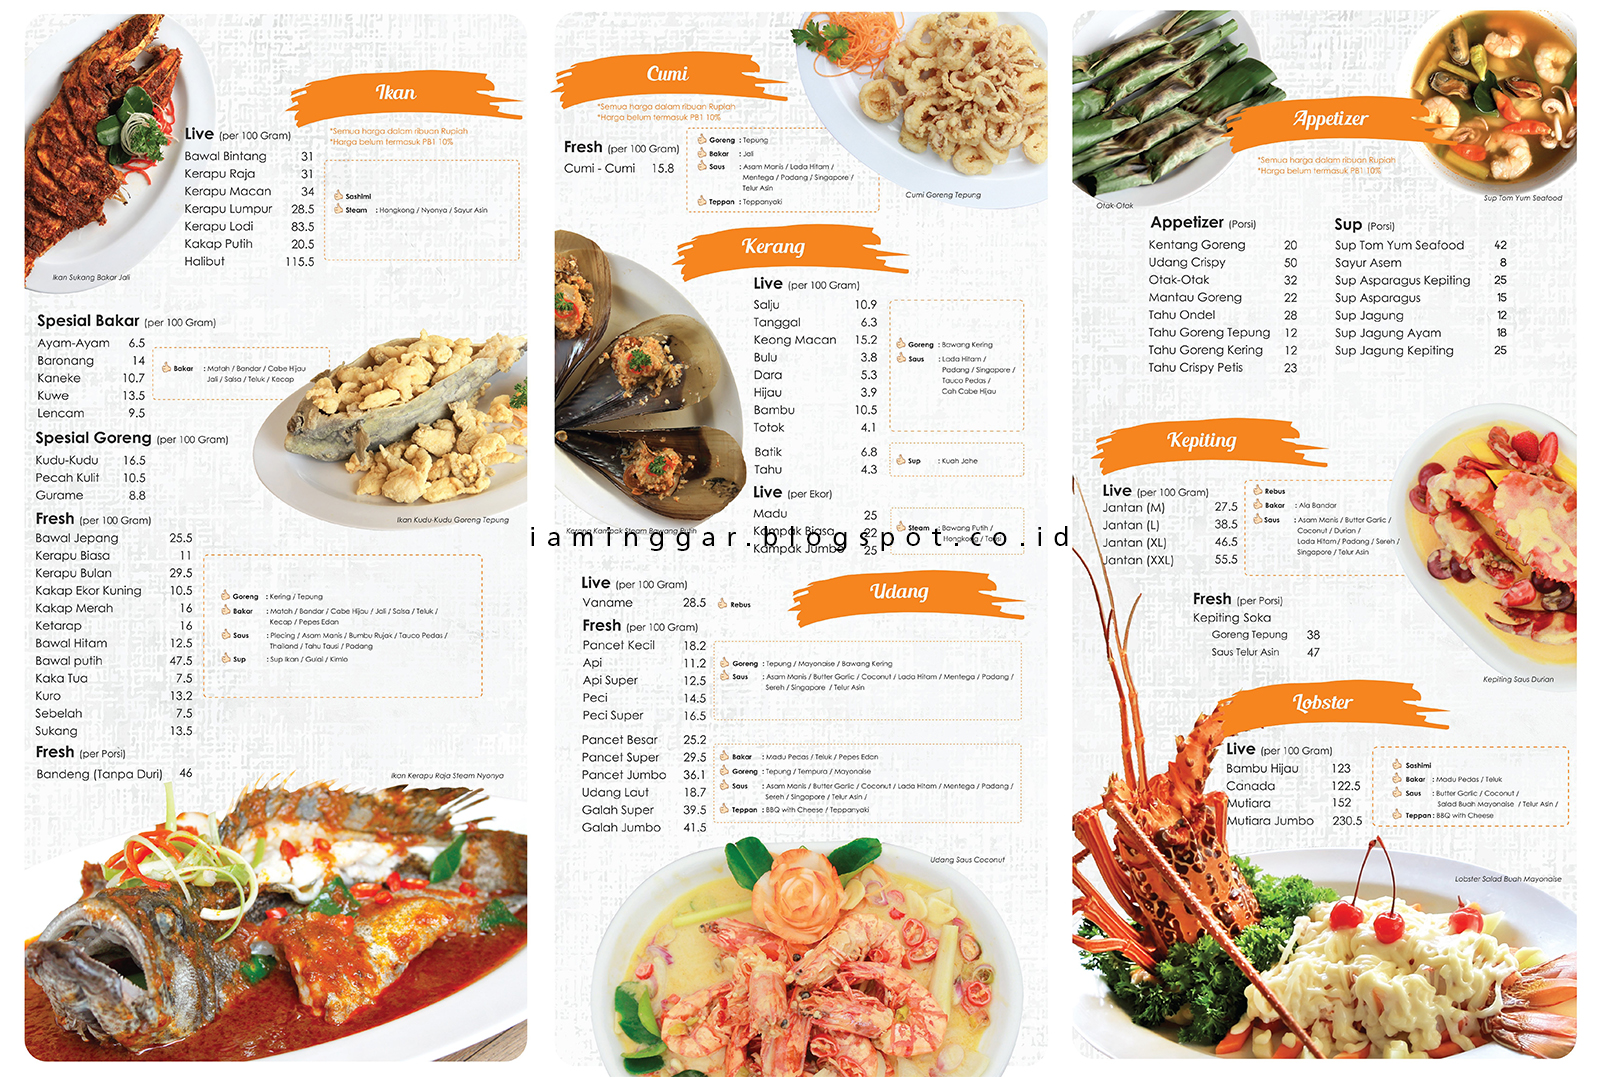 Ikan
*Semua harga dalam ribuan Rupiah
*Harga belum termasuk PB1 10%
Live (per 100 Gram)
Bawal Bintang 31
Kerapu Raja 31
Kerapu Macan 34
Kerapu Lumpur 28.5
Kerapu Lodi 83.5
Kakap Putih 20.5
Halibut 115.5
Sashimi
Steam : Hongkong / Nyonya / Sayur Asin
Ikan Sukang Bakar Jali
Spesial Bakar (per 100 Gram)
Ayam-Ayam 6.5
Baronang 14
Kaneke 10.7
Kuwe 13.5
Lencam 9.5
Bakar : Matah / Bandar / Cabe Hijau
Jali / Salsa / Teluk / Kecap
Spesial Goreng (per 100 Gram)
Kudu-Kudu 16.5
Pecah Kulit 10.5
Gurame 8.8
Ikan Kudu Kudu Goreng Tepung
Fresh (per 100 Gram)
Bawal Jepang 25.5
Kerapu Biasa 11
Kerapu Bulan 29.5
Kakap Ekor Kuning 10.5
Kakap Merah 16
Ketarap 16
Bawal Hitam 12.5
Bawal putih 47.5
Kaka Tua 7.5
Kuro 13.2
Sebelah 7.5
Sukang 13.5
Goreng : Kering / Tepung
Bakar : Matah / Bandar / Cabe Hijau / Jali / Salsa / Teluk /
Kecap / Pepes Edan
Saus : Plecing / Asam Manis / Bumbu Rujak / Tauco Pedas /
Thailand / Tahu Tausi / Padang
Sup : Sup Ikan / Gulai / Kimlo
Fresh (per Porsi)
Bandeng (Tanpa Duri) 46
Ikan Kerapu Raja Steam Nyonya
Cumi
*Semua harga dalam ribuan Rupiah
*Harga belum termasuk PB1 10%
Fresh (per 100 Gram)
Cumi - Cumi 15.8
Goreng : Tepung
Bakar : Jali
Saus : Asam Manis / Lada Hitam /
Mentega / Padang / Singapore /
Telur Asin
Teppan : Teppanyaki
Cumi Goreng Tepung
Kerang
Live (per 100 Gram)
Salju 10.9
Tanggal 6.3
Keong Macan 15.2
Bulu 3.8
Dara 5.3
Hijau 3.9
Bambu 10.5
Totok 4.1
Goreng : Bawang Kering
Saus : Lada Hitam /
Padang / Singapore /
Tauco Pedas /
Cah Cabe Hijau
Batik 6.8
Tahu 4.3
Sup : Kuah Jahe
Live (per Ekor)
Madu 25
Kampak Biasa 22
Kampak Jumbo 25
Steam : Bawang Putih /
Hongkong / Tausi
Kerang Kampak Steam Bawang Putih
iaminggar.blogspot.co.id
Udang
Live (per 100 Gram)
Vaname 28.5
Rebus
Fresh (per 100 Gram)
Pancet Kecil 18.2
Api 11.2
Api Super 12.5
Peci 14.5
Peci Super 16.5
Goreng : Tepung / Mayonaise / Bawang Kering
Saus : Asam Manis / Butter Garlic / Coconut / Lada Hitam / Mentega / Padang /
Sereh / Singapore / Telur Asin
Pancet Besar 25.2
Pancet Super 29.5
Pancet Jumbo 36.1
Udang Laut 18.7
Galah Super 39.5
Galah Jumbo 41.5
Bakar : Madu Pedas / Teluk / Pepes Edan
Goreng : Tepung / Tempura / Mayonaise
Saus : Asam Manis / Butter Garlic / Coconut / Lada Hitam / Mentega / Padang /
Sereh / Singapore / Telur Asin /
Teppan : BBQ with Cheese / Teppanyaki
Udang Saus Coconut
Appetizer
*Semua harga dalam ribuan Rupiah
*Harga belum termasuk PB1 10%
Otak-Otak
Sup Tom Yum Seafood
Appetizer (Porsi)
Kentang Goreng 20
Udang Crispy 50
Otak-Otak 32
Mantau Goreng 22
Tahu Ondel 28
Tahu Goreng Tepung 12
Tahu Goreng Kering 12
Tahu Crispy Petis 23
Sup (Porsi)
Sup Tom Yum Seafood 42
Sayur Asem 8
Sup Asparagus Kepiting 25
Sup Asparagus 15
Sup Jagung 12
Sup Jagung Ayam 18
Sup Jagung Kepiting 25
Kepiting
Live (per 100 Gram)
Jantan (M) 27.5
Jantan (L) 38.5
Jantan (XL) 46.5
Jantan (XXL) 55.5
Rebus
Bakar : Ala Bandar
Saus : Asam Manis / Butter Garlic /
Coconut / Durian /
Lada Hitam / Padang / Sereh /
Singapore / Telur Asin
Fresh (per Porsi)
Kepiting Soka
Goreng Tepung 38
Saus Telur Asin 47
Kepiting Saus Durian
Lobster
Live (per 100 Gram)
Bambu Hijau 123
Canada 122.5
Mutiara 152
Mutiara Jumbo 230.5
Sashimi
Bakar : Madu Pedas / Teluk
Saus : Butter Garlic / Coconut /
Salad Buah Mayonaise / Telur Asin /
Teppan : BBQ with Cheese
Lobster Salad Buah Mayonaise